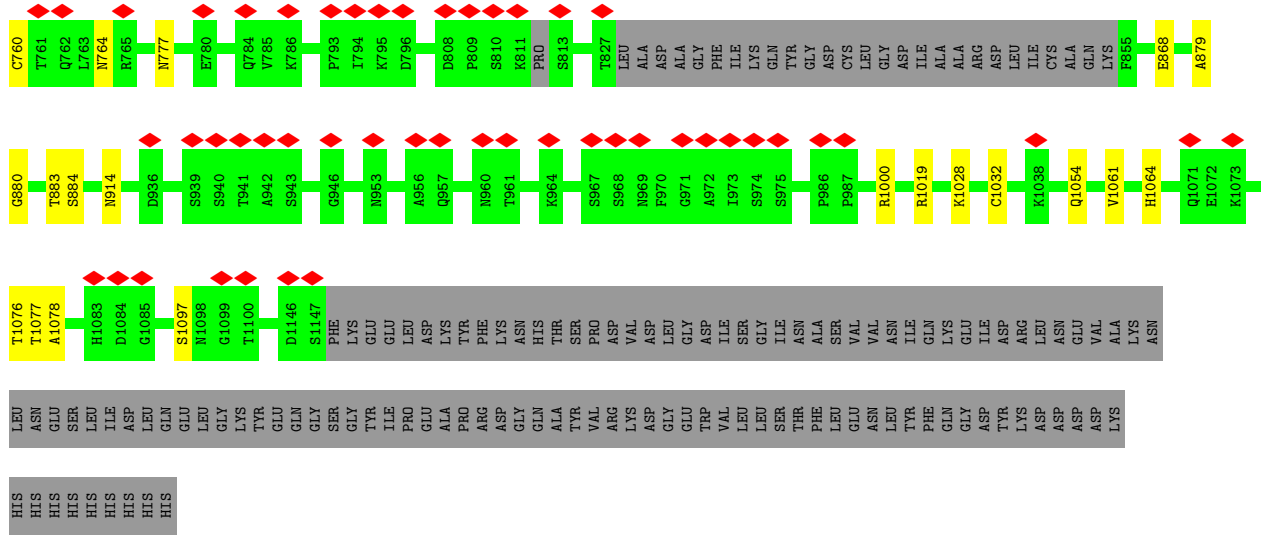 C760 T761 Q762 L763 N764 R765 N777 E780 Q784 V785 K786 P793 I794 K795 D796 D808 P809 S810 K811 PRO S813 T827 LEU ALA ASP ALA GLY PHE ILE LYS GLN TYR GLY ASP CYS LEU GLY ASP ILE ALA ALA ARG ASP LEU ILE CYS ALA GLN LYS F855 E868 A879
G880 T883 S884 N914 D936 S939 S940 T941 A942 S943 G946 N953 A956 Q957 N960 T961 K964 S967 S968 N969 F970 G971 A972 I973 S974 S975 P986 P987 R1000 R1019 K1028 C1032 K1038 Q1054 V1061 H1064 Q1071 E1072 K1073
T1076 T1077 A1078 H1083 D1084 G1085 S1097 N1098 G1099 T1100 D1146 S1147 PHE LYS GLU GLU LEU ASP LYS TYR PHE LYS ASN HIS THR SER PRO ASP VAL ASP LEU GLY ASP ILE SER GLY ILE ASN ALA SER VAL VAL ASN ILE GLN LYS GLU ILE ASP ARG LEU ASN GLU VAL ALA LYS ASN
LEU ASN GLU SER LEU ILE ASP LEU GLN GLU LEU GLY LYS TYR GLU GLN GLY SER GLY TYR ILE PRO GLU ALA PRO ARG ASP GLY GLN ALA TYR VAL ARG LYS ASP GLY GLU TRP VAL LEU LEU SER THR PHE LEU GLU ASN LEU TYR PHE GLN GLY ASP TYR LYS ASP ASP ASP ASP LYS
HIS HIS HIS HIS HIS HIS HIS HIS